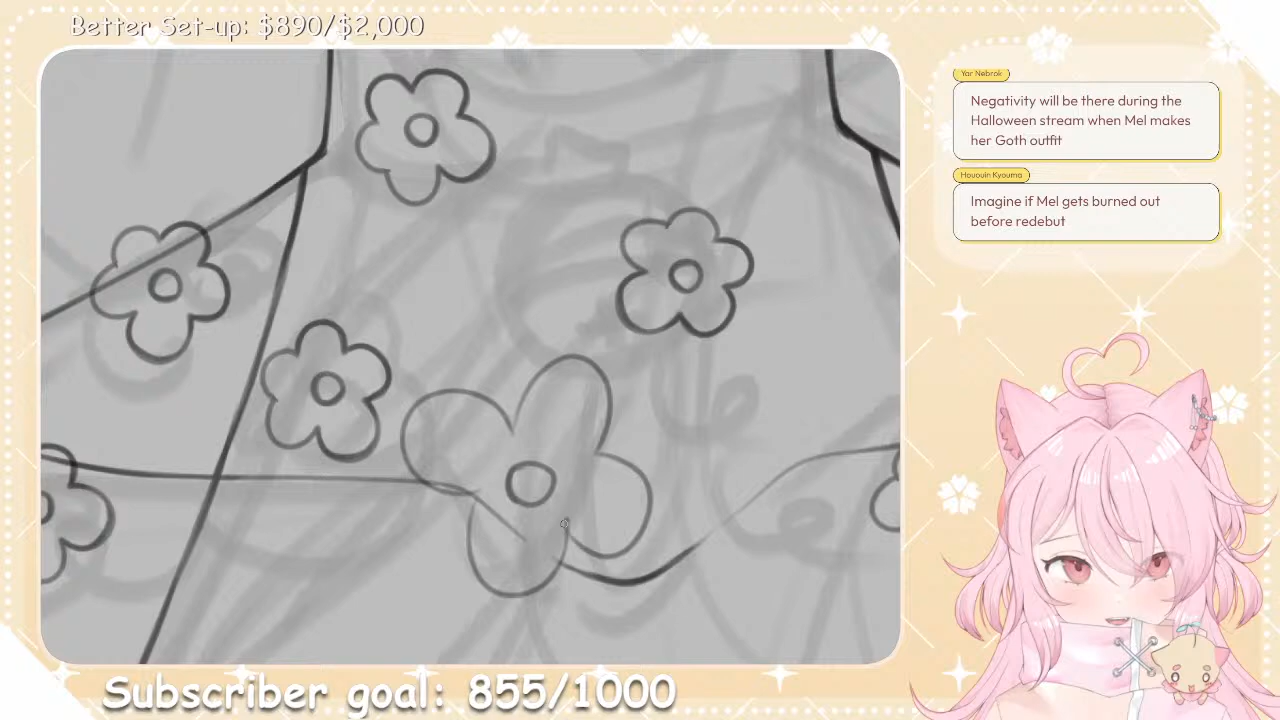 Better Set-up: $890/$2,000
Yar Nebrok
Negativity will be there during the
Halloween stream when Mel makes
her Goth outfit
Hououin Kyouma
Imagine if Mel gets burned out
before redebut
Subscriber goal: 855/1000